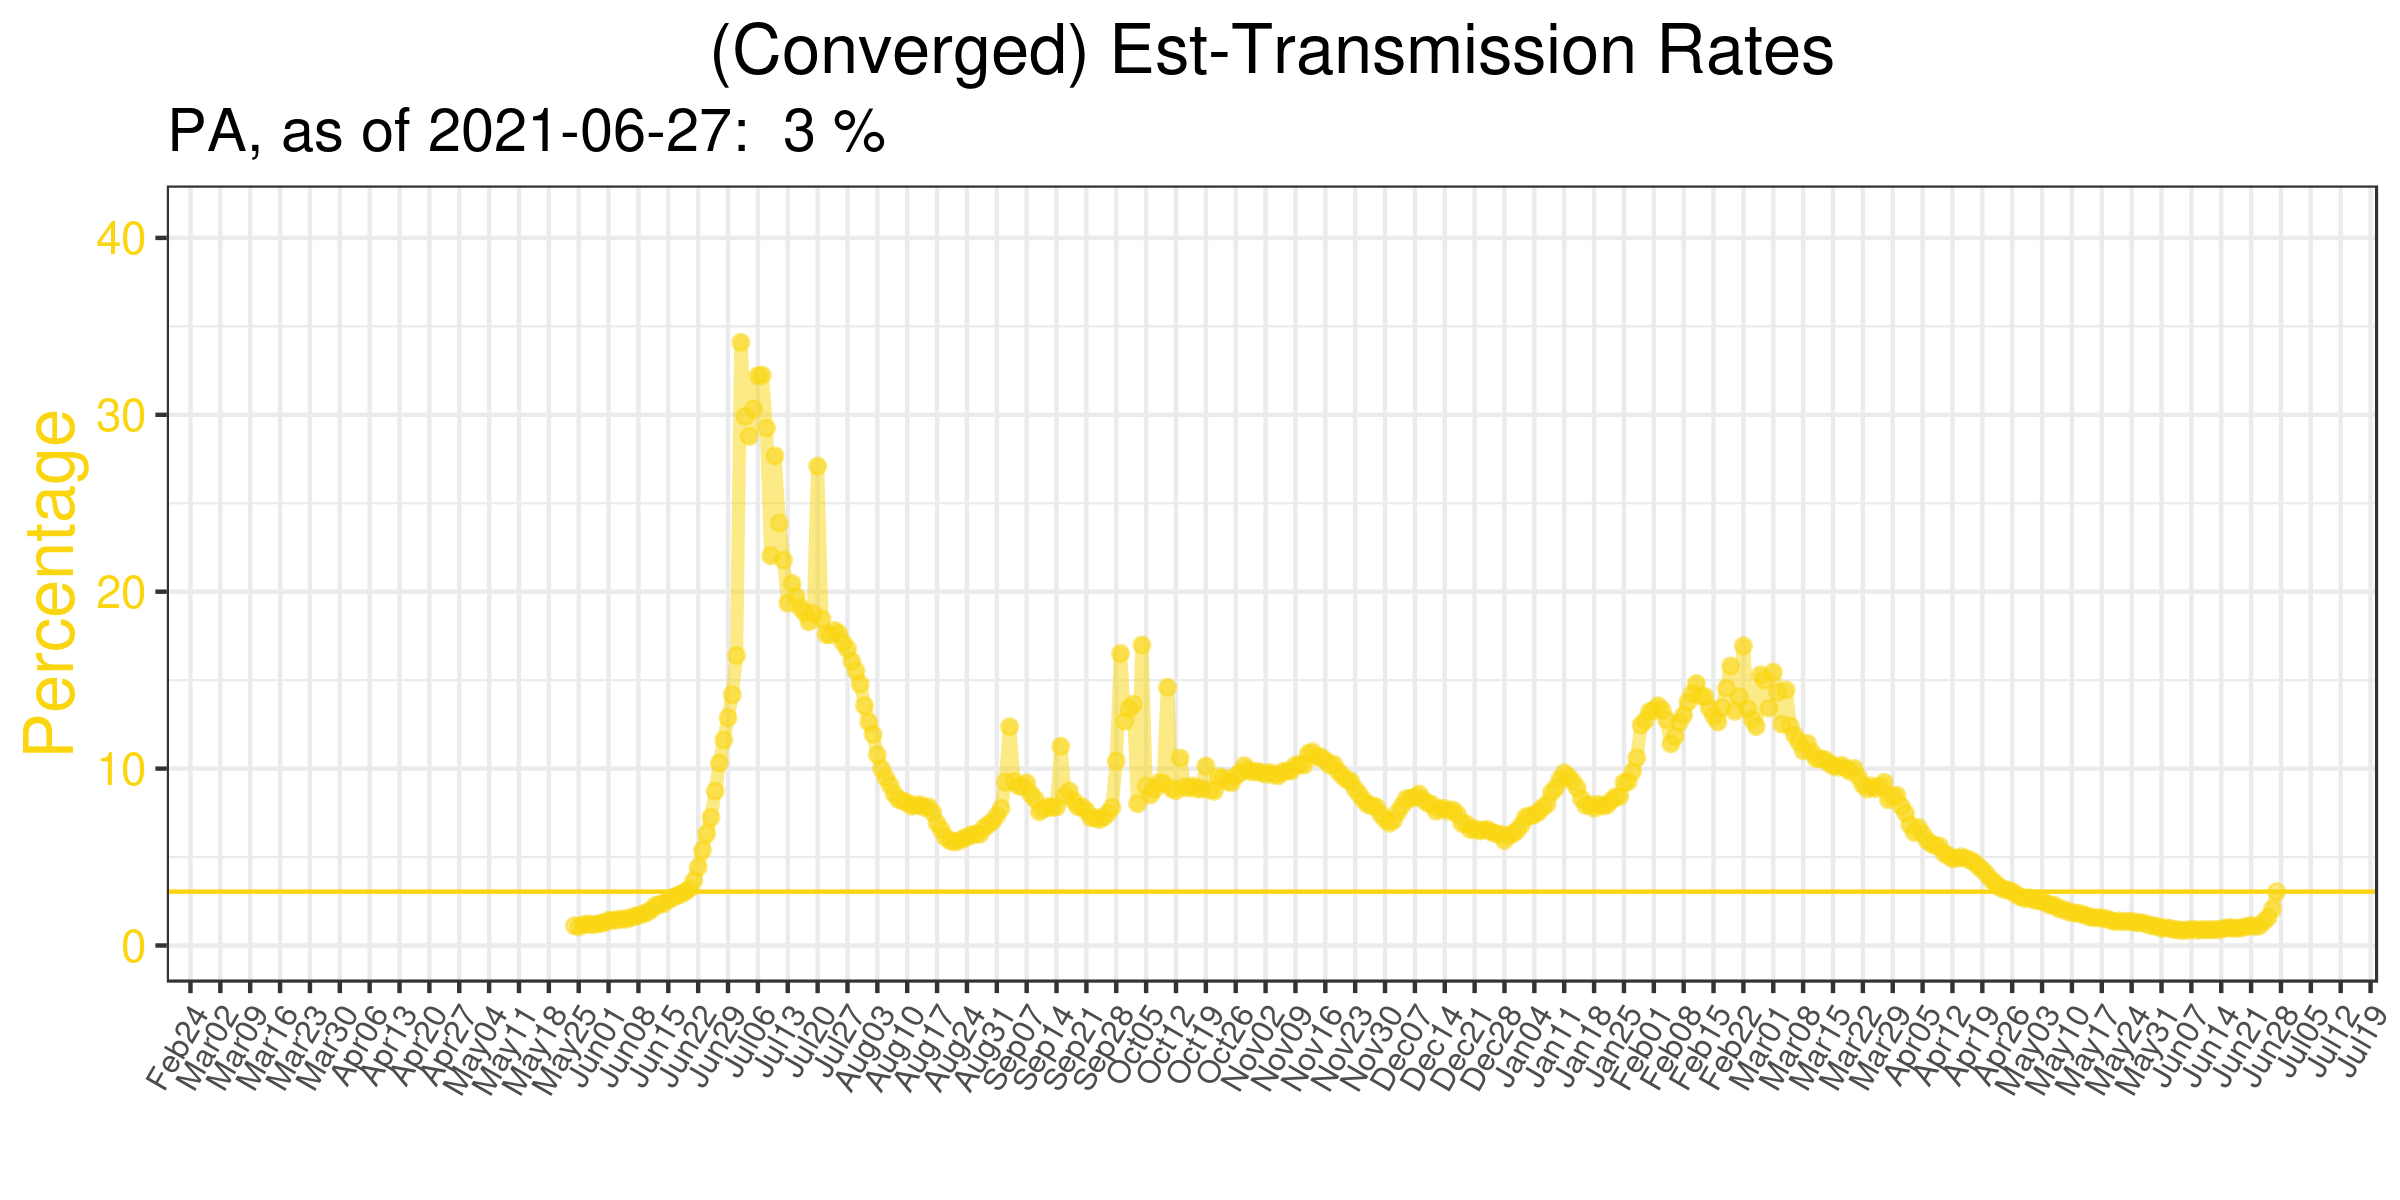 (Converged) Est-Transmission Rates
PA, as of 2021-06-27: 3 %
Percentage
40
30
20
10
0
Feb24
Mar02
Mar09
Mar16
Mar23
Mar30
Apr06
Apr13
Apr20
Apr27
May04
May11
May18
May25
Jun01
Jun08
Jun15
Jun22
Jun29
Jul06
Jul13
Jul20
Jul27
Aug03
Aug10
Aug17
Aug24
Aug31
Sep07
Sep14
Sep21
Sep28
Oct05
Oct12
Oct19
Oct26
Nov02
Nov09
Nov16
Nov23
Nov30
Dec07
Dec14
Dec21
Dec28
Jan04
Jan11
Jan18
Jan25
Feb01
Feb08
Feb15
Feb22
Mar01
Mar08
Mar15
Mar22
Mar29
Apr05
Apr12
Apr19
Apr26
May03
May10
May17
May24
May31
Jun07
Jun14
Jun21
Jun28
Jul05
Jul12
Jul19